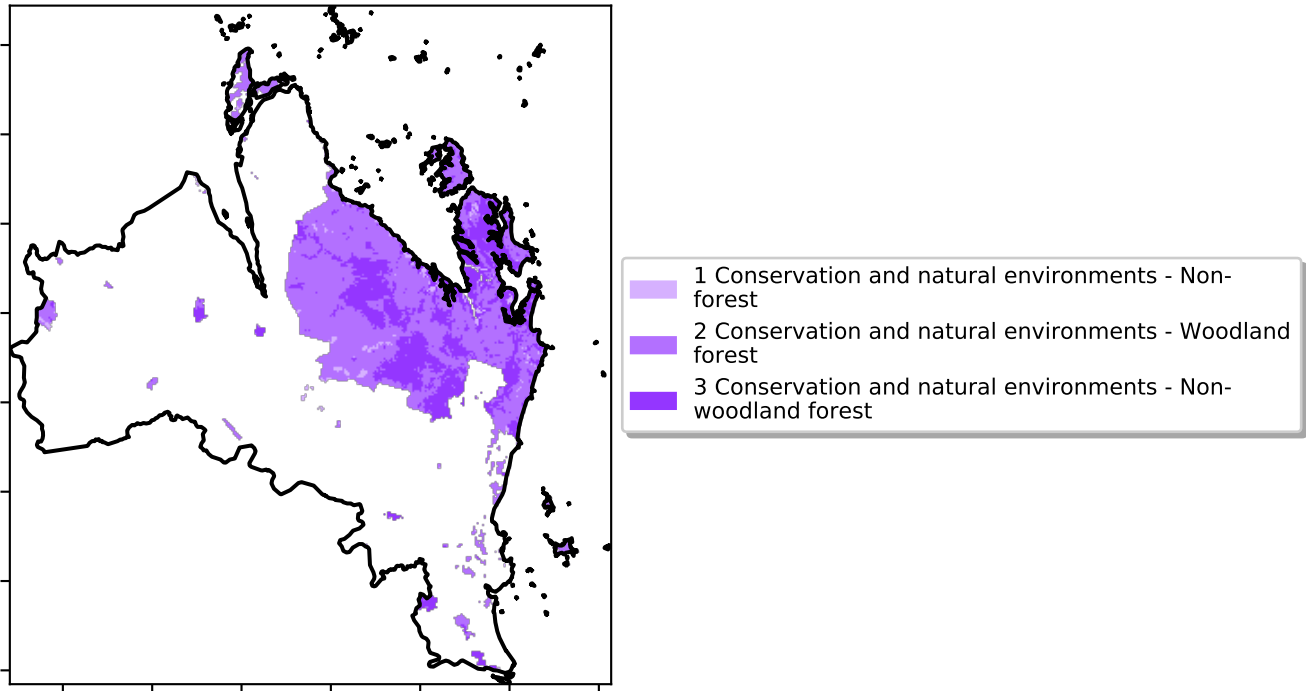 1 Conservation and natural environments - Non-
forest
2 Conservation and natural environments - Woodland
forest
3 Conservation and natural environments - Non-
woodland forest